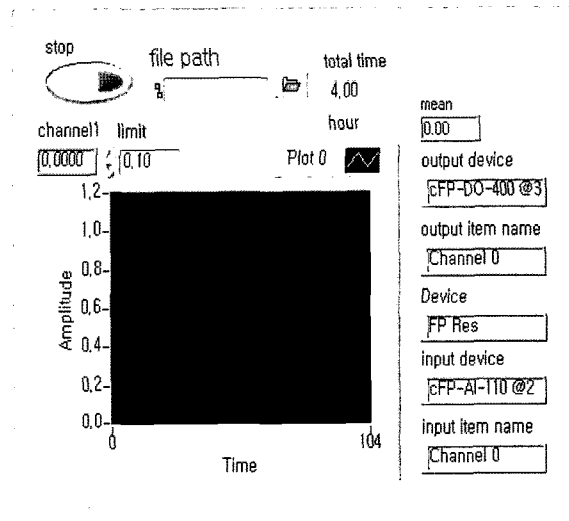 stop
file path
total time
4,00
hour
channel1
limit
0,0000
0,10
Plot 0
1,2
1,0
0,8
0,6
0,4
0,2
0,0
Amplitude
0
104
Time
mean
0.00
output device
cFP-DO-400 @3
output item name
Channel 0
Device
FP Res
input device
cFP-AI-110 @2
input item name
Channel 0